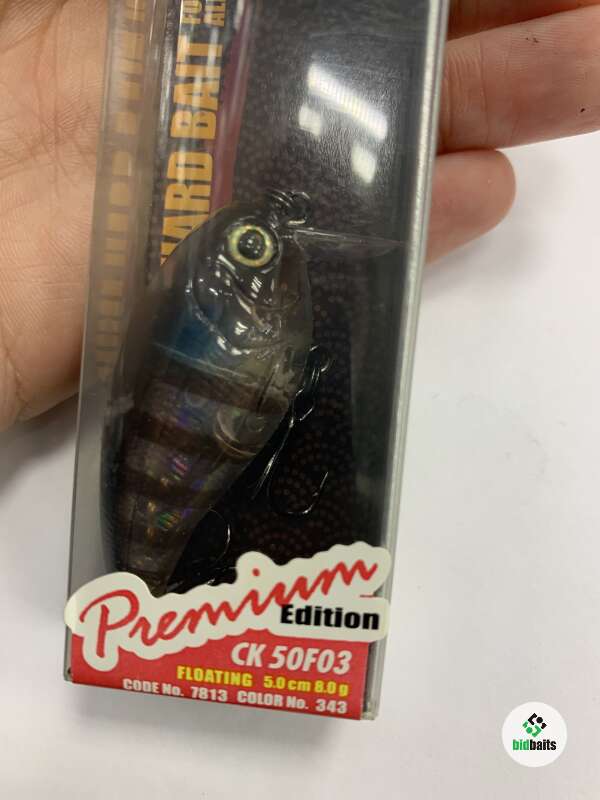 HARD BAIT
Premium
Edition
CK 50F03
FLOATING 5.0 cm 8.0 g
CODE No. 7813 COLOR No. 343
bidbaits